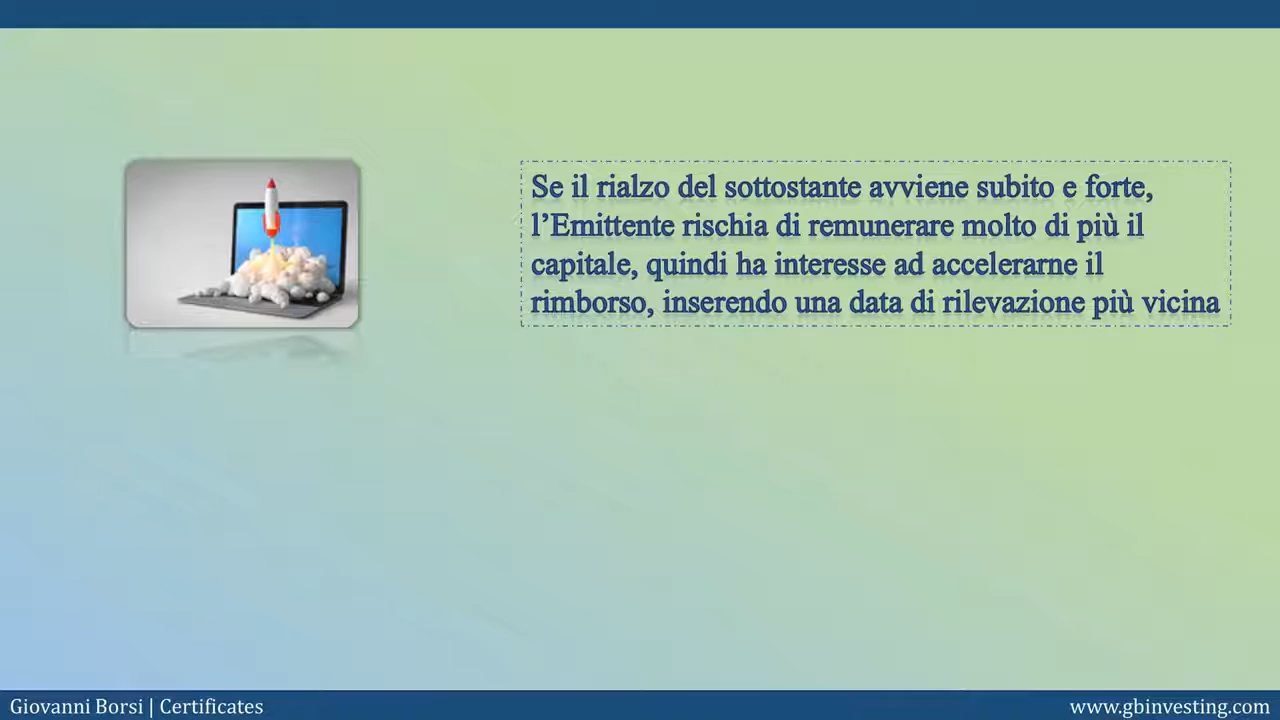 Se il rialzo del sottostante avviene subito e forte,
l’Emittente rischia di remunerare molto di più il
capitale, quindi ha interesse ad accelerarne il
rimborso, inserendo una data di rilevazione più vicina
Giovanni Borsi | Certificates
www.gbinvesting.com